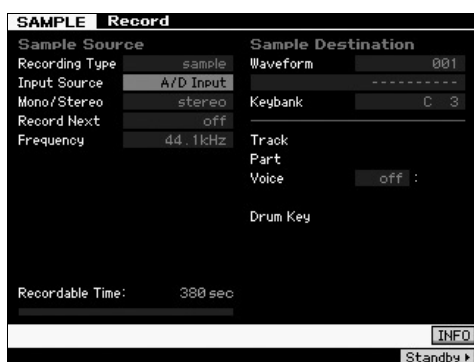 SAMPLE Record
Sample Source
Recording Type sample
Input Source A/D Input
Mono/Stereo stereo
Record Next off
Frequency 44.1kHz
Recordable Time: 380 sec
Sample Destination
Waveform 001
----------
Keybank C 3
Track
Part
Voice off :
Drum Key
INFO
Standby